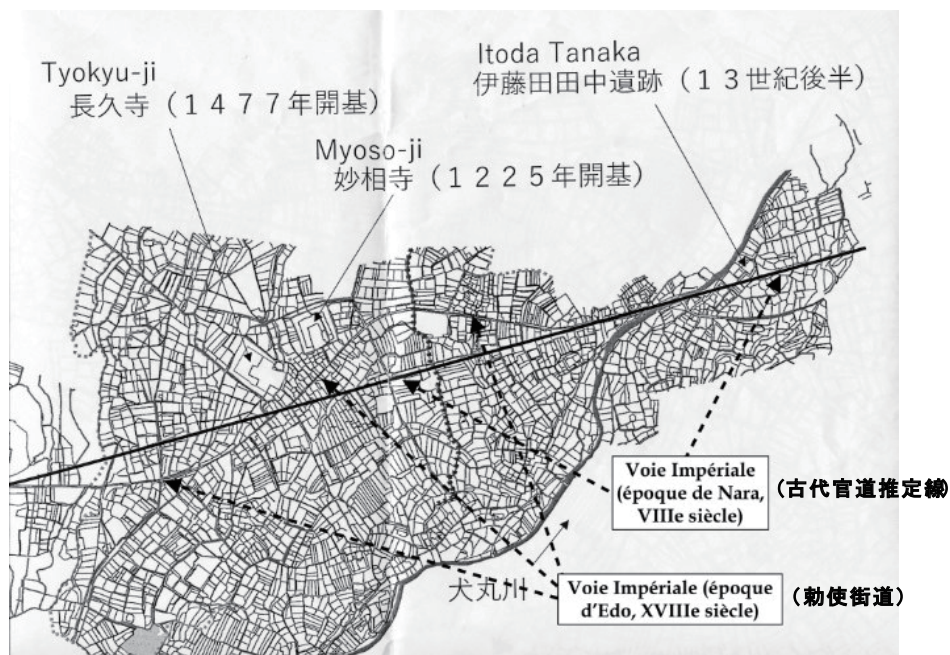 Itoda Tanaka
伊藤田田中遺跡（１３世紀後半）
Tyokyu-ji
長久寺（１４７７年開基）
Myoso-ji
妙相寺（１２２５年開基）
Voie Impériale
(époque de Nara,
VIIIe siècle)
(古代官道推定線)
犬丸川
Voie Impériale (époque
d'Edo, XVIIIe siècle)
(勅使街道)